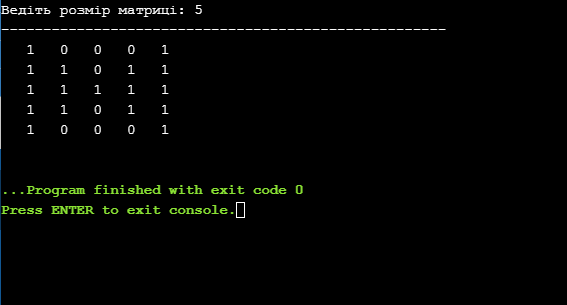 Ведіть розмір матриці: 5
-----------------------------------------------------
1 0 0 0 1
1 1 0 1 1
1 1 1 1 1
1 1 0 1 1
1 0 0 0 1
...Program finished with exit code 0
Press ENTER to exit console.